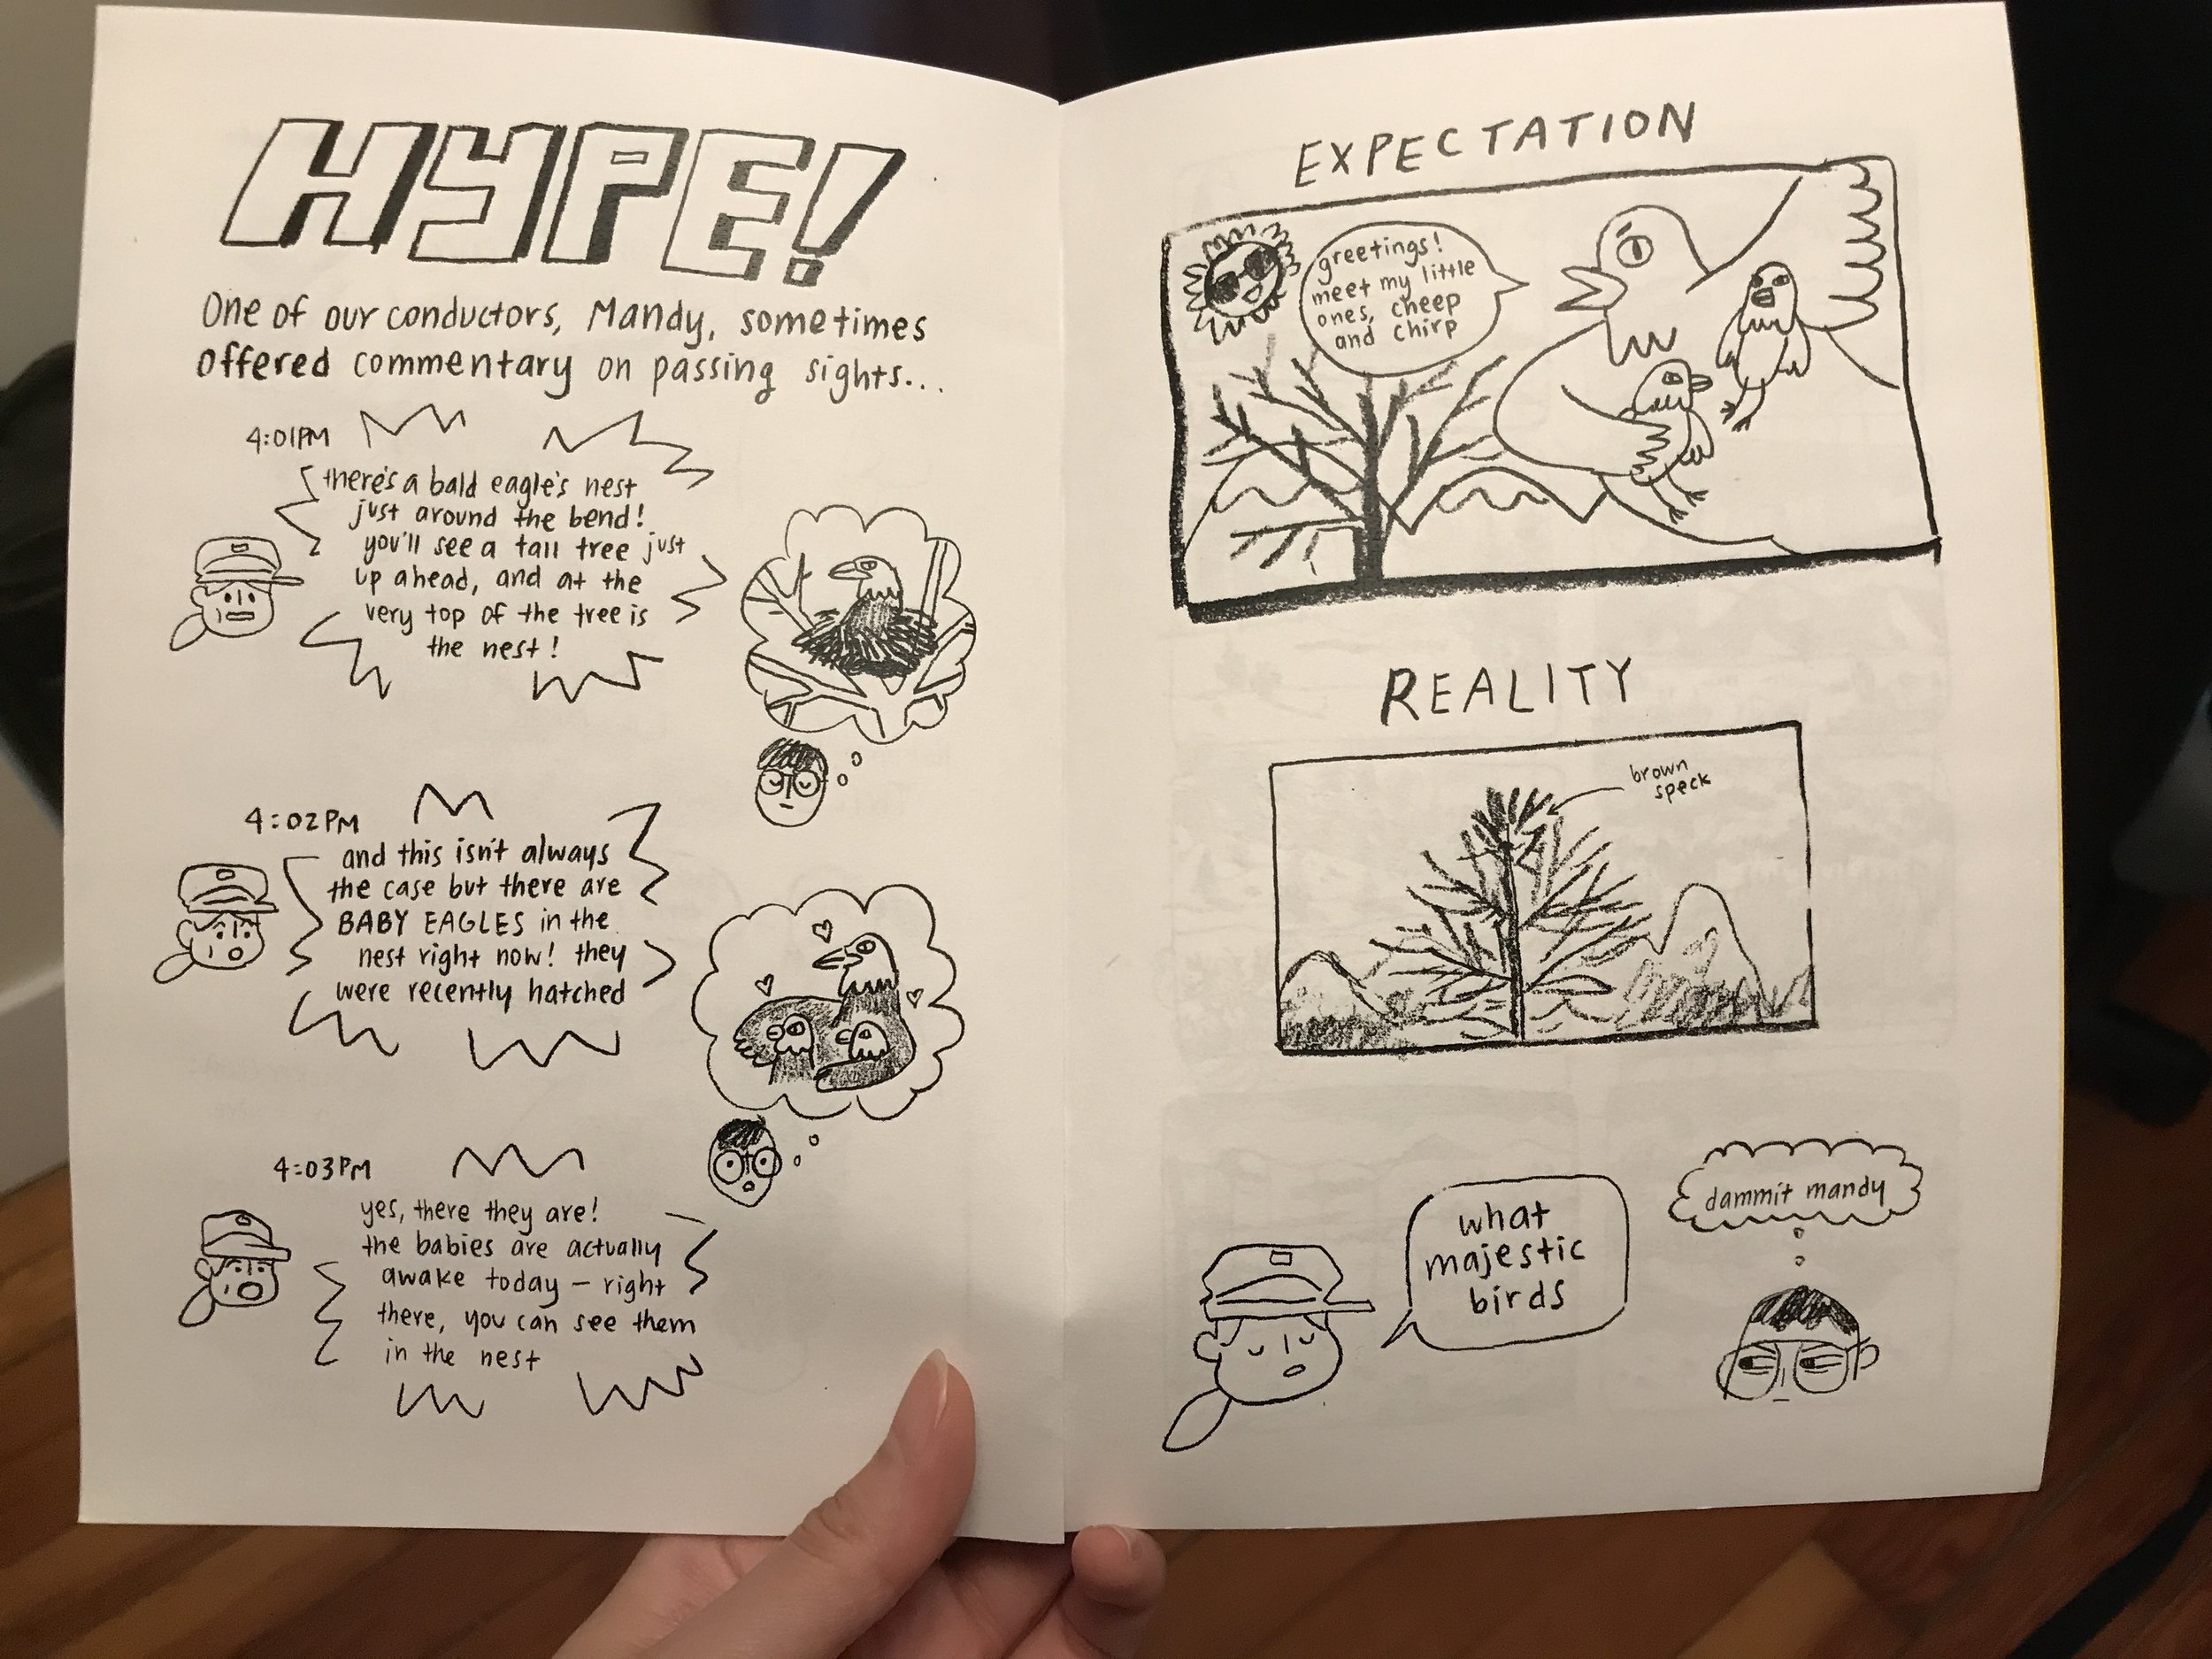 HYPE!
One of our conductors, Mandy, sometimes
offered commentary on passing sights...
4:01PM
there's a bald eagle's nest
just around the bend!
you'll see a tall tree just
up ahead, and at the
very top of the tree is
the nest!
4:02PM
and this isn't always
the case but there are
BABY EAGLES in the
nest right now! they
were recently hatched
4:03PM
yes, there they are!
the babies are actually
awake today – right
there, you can see them
in the nest
EXPECTATION
greetings!
meet my little
ones, cheep
and chirp
REALITY
brown
speck
what
majestic
birds
dammit mandy